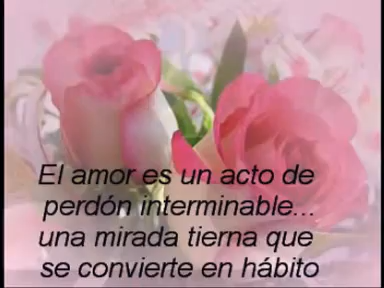 El amor es un acto de
perdón interminable...
una mirada tierna que
se convierte en hábito